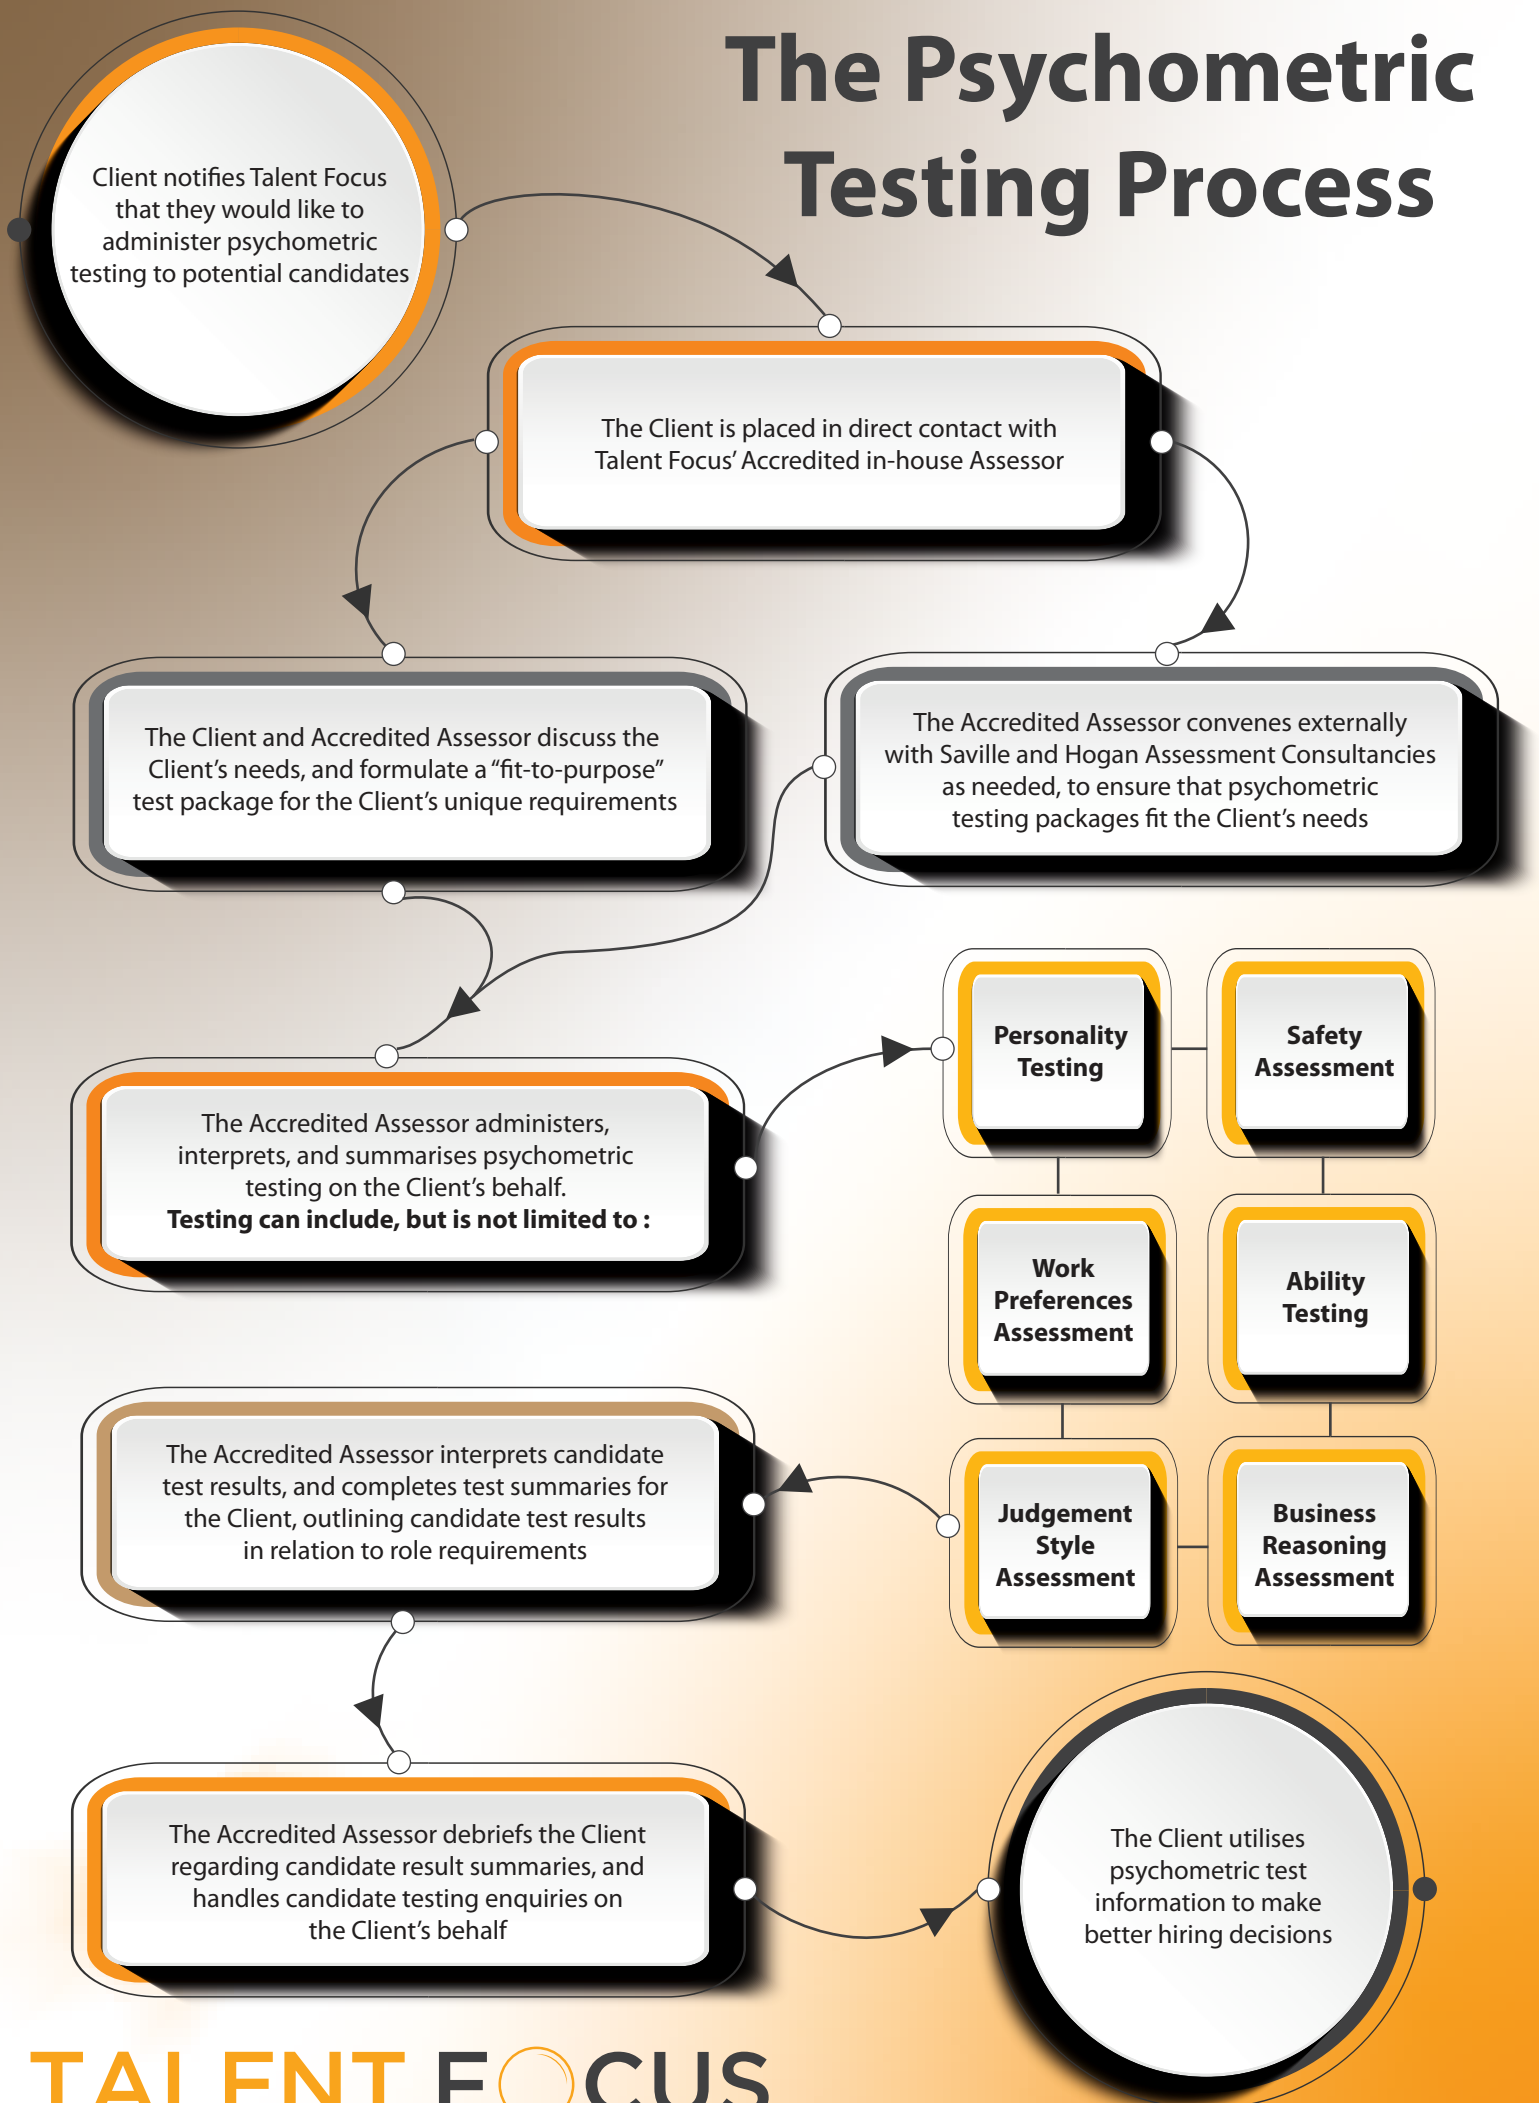 The Psychometric
Testing Process
Client notifies Talent Focus
that they would like to
administer psychometric
testing to potential candidates
The Client is placed in direct contact with
Talent Focus’ Accredited in-house Assessor
The Client and Accredited Assessor discuss the
Client’s needs, and formulate a “fit-to-purpose”
test package for the Client’s unique requirements
The Accredited Assessor convenes externally
with Saville and Hogan Assessment Consultancies
as needed, to ensure that psychometric
testing packages fit the Client’s needs
The Accredited Assessor administers,
interprets, and summarises psychometric
testing on the Client’s behalf.
Testing can include, but is not limited to :
Personality
Testing
Safety
Assessment
Work
Preferences
Assessment
Ability
Testing
Judgement
Style
Assessment
Business
Reasoning
Assessment
The Accredited Assessor interprets candidate
test results, and completes test summaries for
the Client, outlining candidate test results
in relation to role requirements
The Accredited Assessor debriefs the Client
regarding candidate result summaries, and
handles candidate testing enquiries on
the Client’s behalf
The Client utilises
psychometric test
information to make
better hiring decisions
TALENT FOCUS